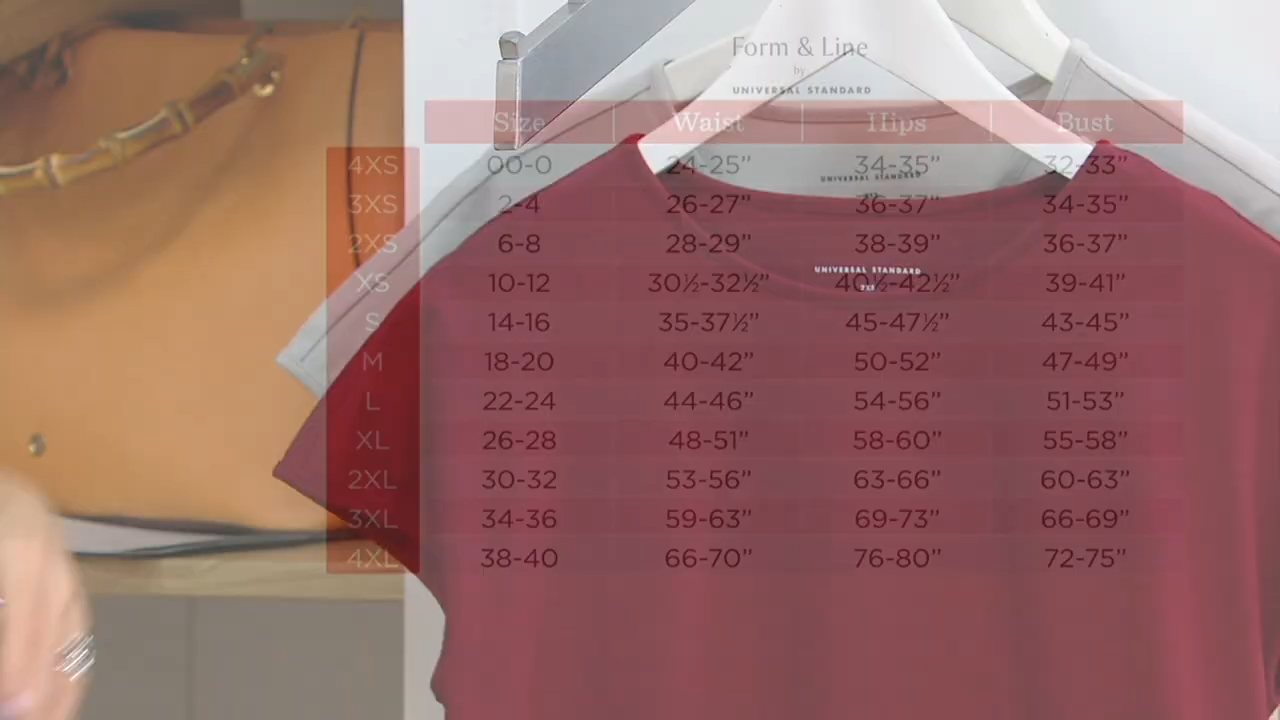 Form & Line
by
UNIVERSAL STANDARD
Size Waist Hips Bust
4XS 00-0 24-25” 34-35” 32-33”
UNIVERSAL STANDARD
3XS 2-4 26-27” 36-37” 34-35”
2XS 6-8 28-29” 38-39” 36-37”
UNIVERSAL STANDARD
XS 10-12 30½-32½” 40½-42½” 39-41”
S 14-16 35-37½” 45-47½” 43-45”
M 18-20 40-42” 50-52” 47-49”
L 22-24 44-46” 54-56” 51-53”
XL 26-28 48-51” 58-60” 55-58”
2XL 30-32 53-56” 63-66” 60-63”
3XL 34-36 59-63” 69-73” 66-69”
4XL 38-40 66-70” 76-80” 72-75”